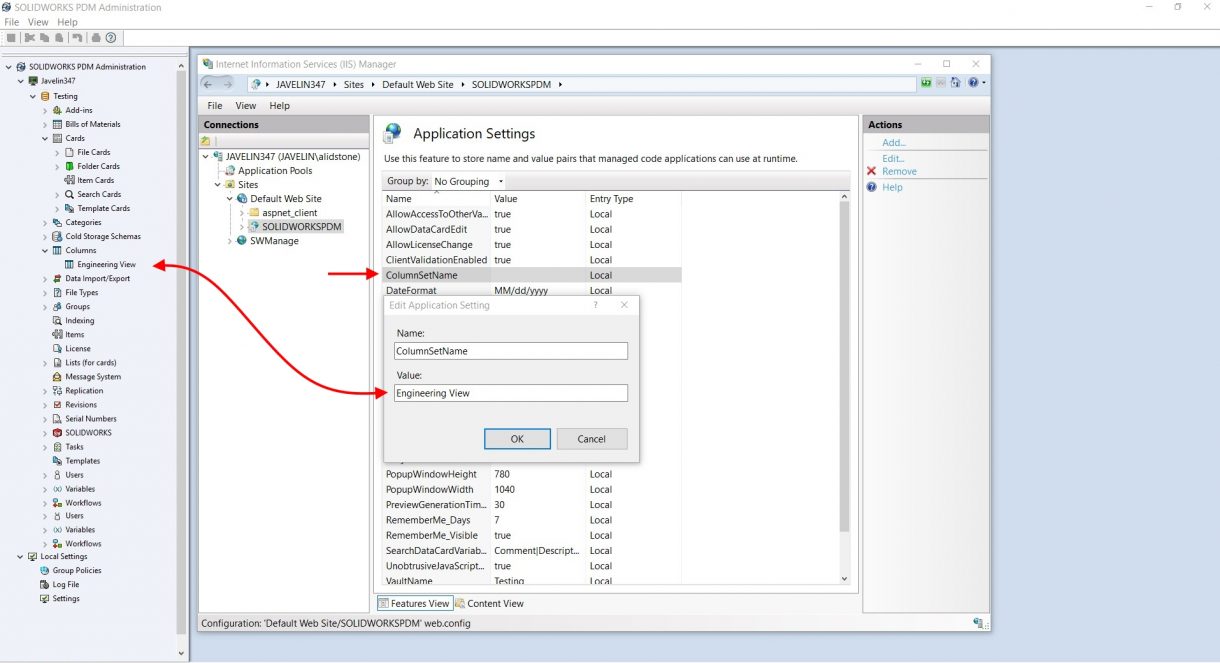 SOLIDWORKS PDM Administration
File View Help
SOLIDWORKS PDM Administration
Javelin347
Testing
Add-ins
Bills of Materials
Cards
File Cards
Folder Cards
Item Cards
Search Cards
Template Cards
Categories
Cold Storage Schemas
Columns
Engineering View
Data Import/Export
File Types
Groups
Indexing
Items
License
Lists (for cards)
Message System
Replication
Revisions
Serial Numbers
SOLIDWORKS
Tasks
Templates
Users
Variables
Workflows
Users
Variables
Workflows
Local Settings
Group Policies
Log File
Settings
Internet Information Services (IIS) Manager
JAVELIN347 Sites Default Web Site SOLIDWORKSPDM
File View Help
Connections
JAVELIN347 (JAVELIN\alidstone)
Application Pools
Sites
Default Web Site
aspnet_client
SOLIDWORKSPDM
SWManage
Application Settings
Use this feature to store name and value pairs that managed code applications can use at runtime.
Group by: No Grouping
Name Value Entry Type
AllowAccessToOtherVa... true Local
AllowDataCardEdit true Local
AllowLicenseChange true Local
ClientValidationEnabled true Local
ColumnSetName Local
DateFormat MM/dd/yyyy Local
Edit Application Setting ?
Name:
ColumnSetName
Value:
Engineering View
OK Cancel
PopupWindowHeight 780 Local
PopupWindowWidth 1040 Local
PreviewGenerationTim... 30 Local
RememberMe_Days 7 Local
RememberMe_Visible true Local
SearchDataCardVariab... Comment|Descript... Local
UnobtrusiveJavaScript... true Local
VaultName Testing Local
Features View Content View
Actions
Add...
Edit...
Remove
Help
Configuration: 'Default Web Site/SOLIDWORKSPDM' web.config